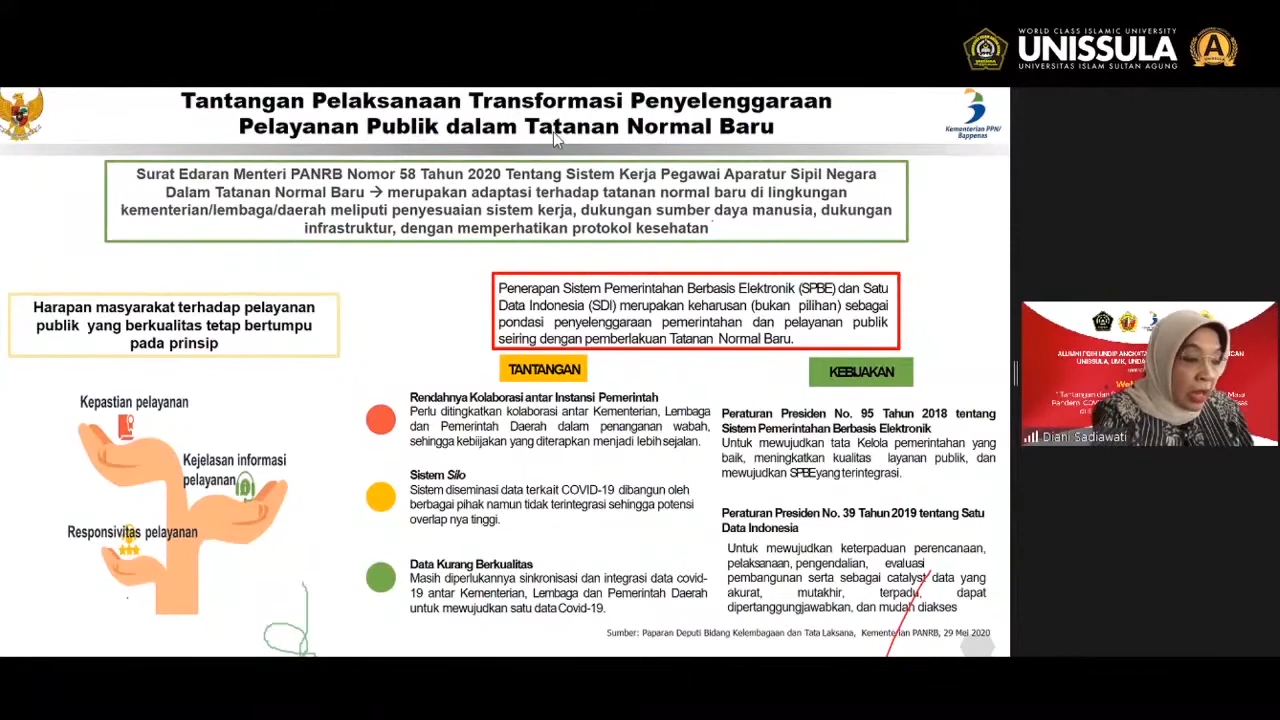 WORLD CLASS ISLAMIC UNIVERSITY
UNISSULA
UNIVERSITAS ISLAM SULTAN AGUNG
A
Tantangan Pelaksanaan Transformasi Penyelenggaraan
Pelayanan Publik dalam Tatanan Normal Baru
Kementerian PPN/
Bappenas
Surat Edaran Menteri PANRB Nomor 58 Tahun 2020 Tentang Sistem Kerja Pegawai Aparatur Sipil Negara
Dalam Tatanan Normal Baru → merupakan adaptasi terhadap tatanan normal baru di lingkungan
kementerian/lembaga/daerah meliputi penyesuaian sistem kerja, dukungan sumber daya manusia, dukungan
infrastruktur, dengan memperhatikan protokol kesehatan
Harapan masyarakat terhadap pelayanan
publik yang berkualitas tetap bertumpu
pada prinsip
Kepastian pelayanan
Kejelasan informasi
pelayanan
Responsivitas pelayanan
Penerapan Sistem Pemerintahan Berbasis Elektronik (SPBE) dan Satu
Data Indonesia (SDI) merupakan keharusan (bukan pilihan) sebagai
pondasi penyelenggaraan pemerintahan dan pelayanan publik
seiring dengan pemberlakuan Tatanan Normal Baru.
TANTANGAN
Rendahnya Kolaborasi antar Instansi Pemerintah
Perlu ditingkatkan kolaborasi antar Kementerian, Lembaga
dan Pemerintah Daerah dalam penanganan wabah,
sehingga kebiijakan yang diterapkan menjadi lebih sejalan.
Sistem Silo
Sistem diseminasi data terkait COVID-19 dibangun oleh
berbagai pihak namun tidak terintegrasi sehingga potensi
overlap nya tinggi.
Data Kurang Berkualitas
Masih diperlukannya sinkronisasi dan integrasi data covid-
19 antar Kementerian, Lembaga dan Pemerintah Daerah
untuk mewujudkan satu data Covid-19.
KEBIJAKAN
Peraturan Presiden No. 95 Tahun 2018 tentang
Sistem Pemerintahan Berbasis Elektronik
Untuk mewujudkan tata Kelola pemerintahan yang
baik, meningkatkan kualitas layanan publik, dan
mewujudkan SPBE yang terintegrasi.
Peraturan Presiden No. 39 Tahun 2019 tentang Satu
Data Indonesia
Untuk mewujudkan keterpaduan perencanaan,
pelaksanaan, pengendalian, evaluasi
pembangunan serta sebagai catalyst data yang
akurat, mutakhir, terpadu, dapat
dipertanggungjawabkan, dan mudah diakses
Sumber: Paparan Deputi Bidang Kelembagaan dan Tata Laksana, Kementerian PANRB, 29 Mei 2020
ALUMNI FISIH UNDIP ANGKATA
UNISSULA, UMK, UNDA
Diani Sadiawati